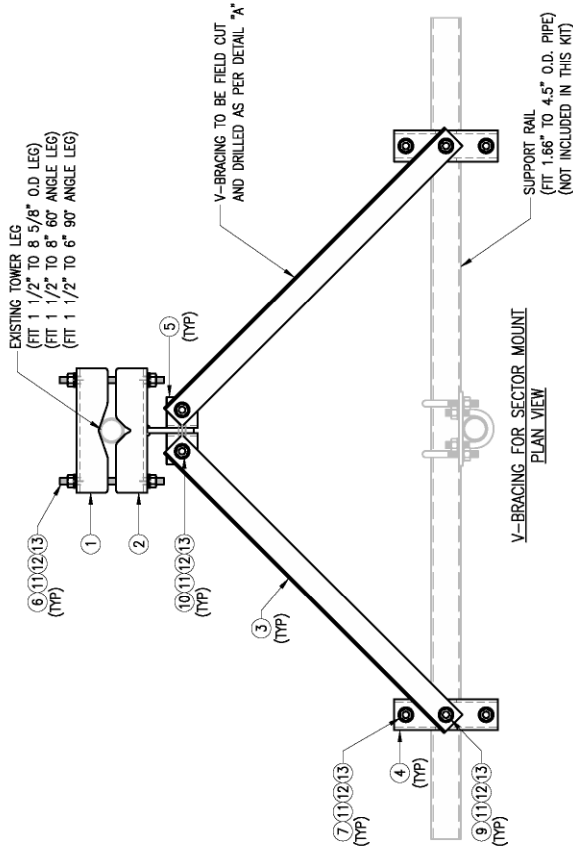 EXISTING TOWER LEG
(FIT 1 1/2" TO 8 5/8" O.D LEG)
(FIT 1 1/2" TO 8" 60° ANGLE LEG)
(FIT 1 1/2" TO 6" 90° ANGLE LEG)
6 11 12 13
(TYP)
1
2
5
(TYP)
10 11 12 13
(TYP)
V-BRACING TO BE FIELD CUT
AND DRILLED AS PER DETAIL "A"
3
(TYP)
7 11 12 13
(TYP)
4
(TYP)
9 11 12 13
(TYP)
SUPPORT RAIL
(FIT 1.66" TO 4.5" O.D. PIPE)
(NOT INCLUDED IN THIS KIT)
V-BRACING FOR SECTOR MOUNT
PLAN VIEW